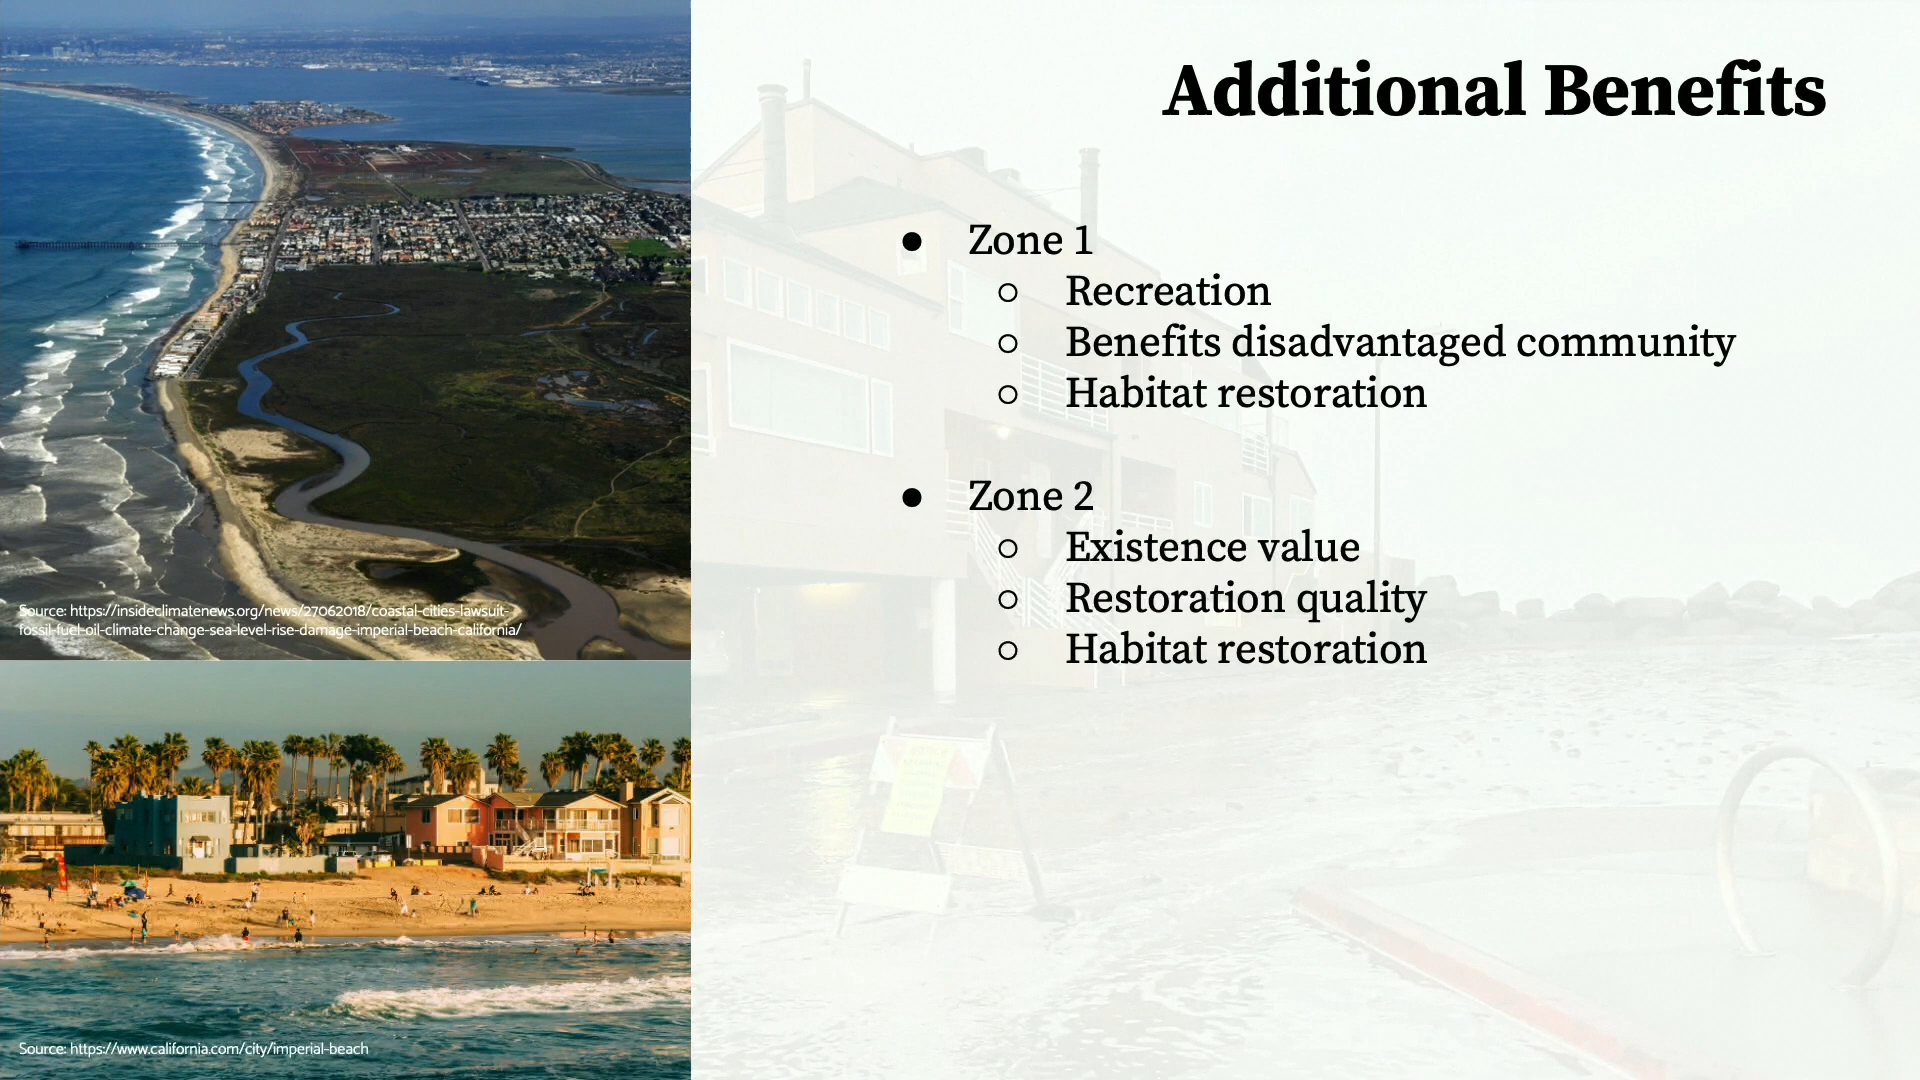 Additional Benefits
● Zone 1
○ Recreation
○ Benefits disadvantaged community
○ Habitat restoration
● Zone 2
○ Existence value
○ Restoration quality
○ Habitat restoration
Source: https://insideclimatenews.org/news/27062018/coastal-cities-lawsuit-
fossil-fuel-oil-climate-change-sea-level-rise-damage-imperial-beach-california/
Source: https://www.california.com/city/imperial-beach